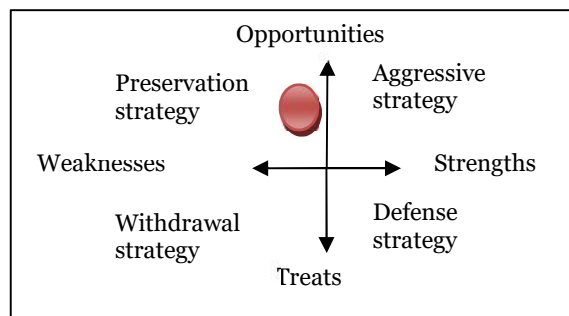 Opportunities
Preservation
strategy
Aggressive
strategy
Weaknesses
Strengths
Withdrawal
strategy
Defense
strategy
Treats